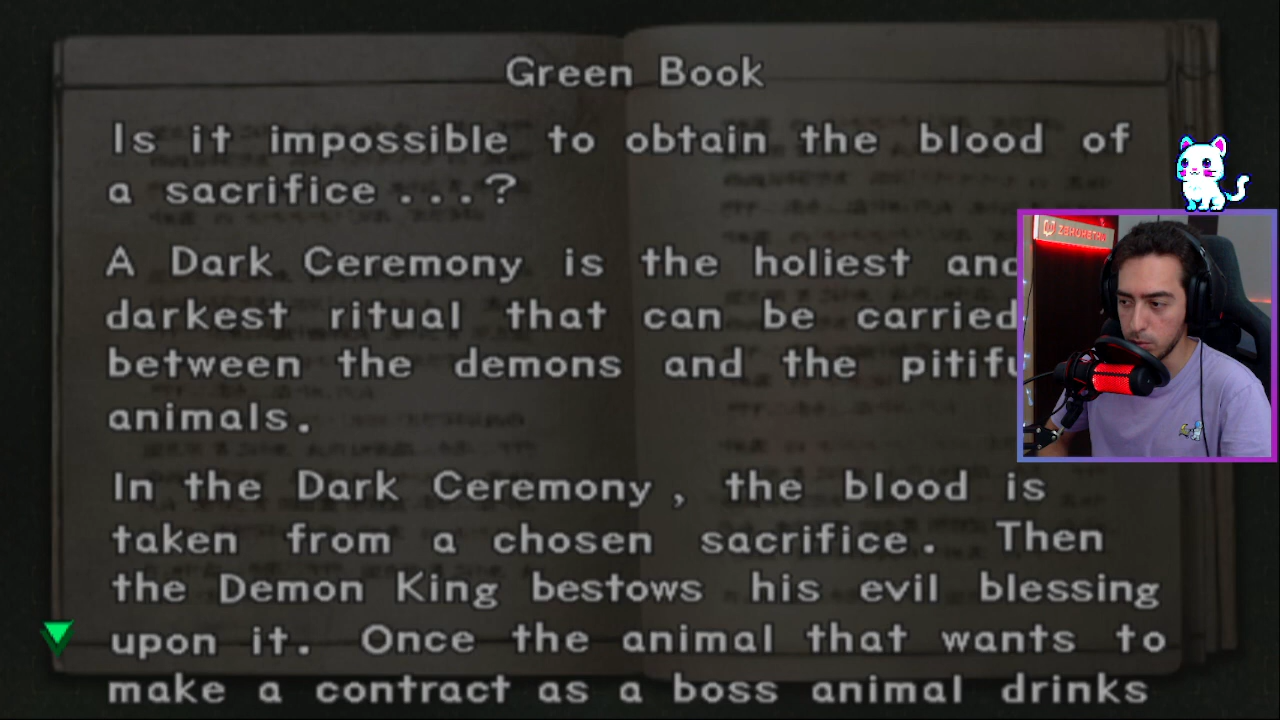 Green Book
Is it impossible to obtain the blood of
a sacrifice...?
A Dark Ceremony is the holiest and
darkest ritual that can be carried
between the demons and the
animals.
In the Dark Ceremony, the blood is
taken from a chosen sacrifice. Then
the Demon King bestows his evil blessing
upon it. Once the animal that wants to
make a contract as a boss animal drinks